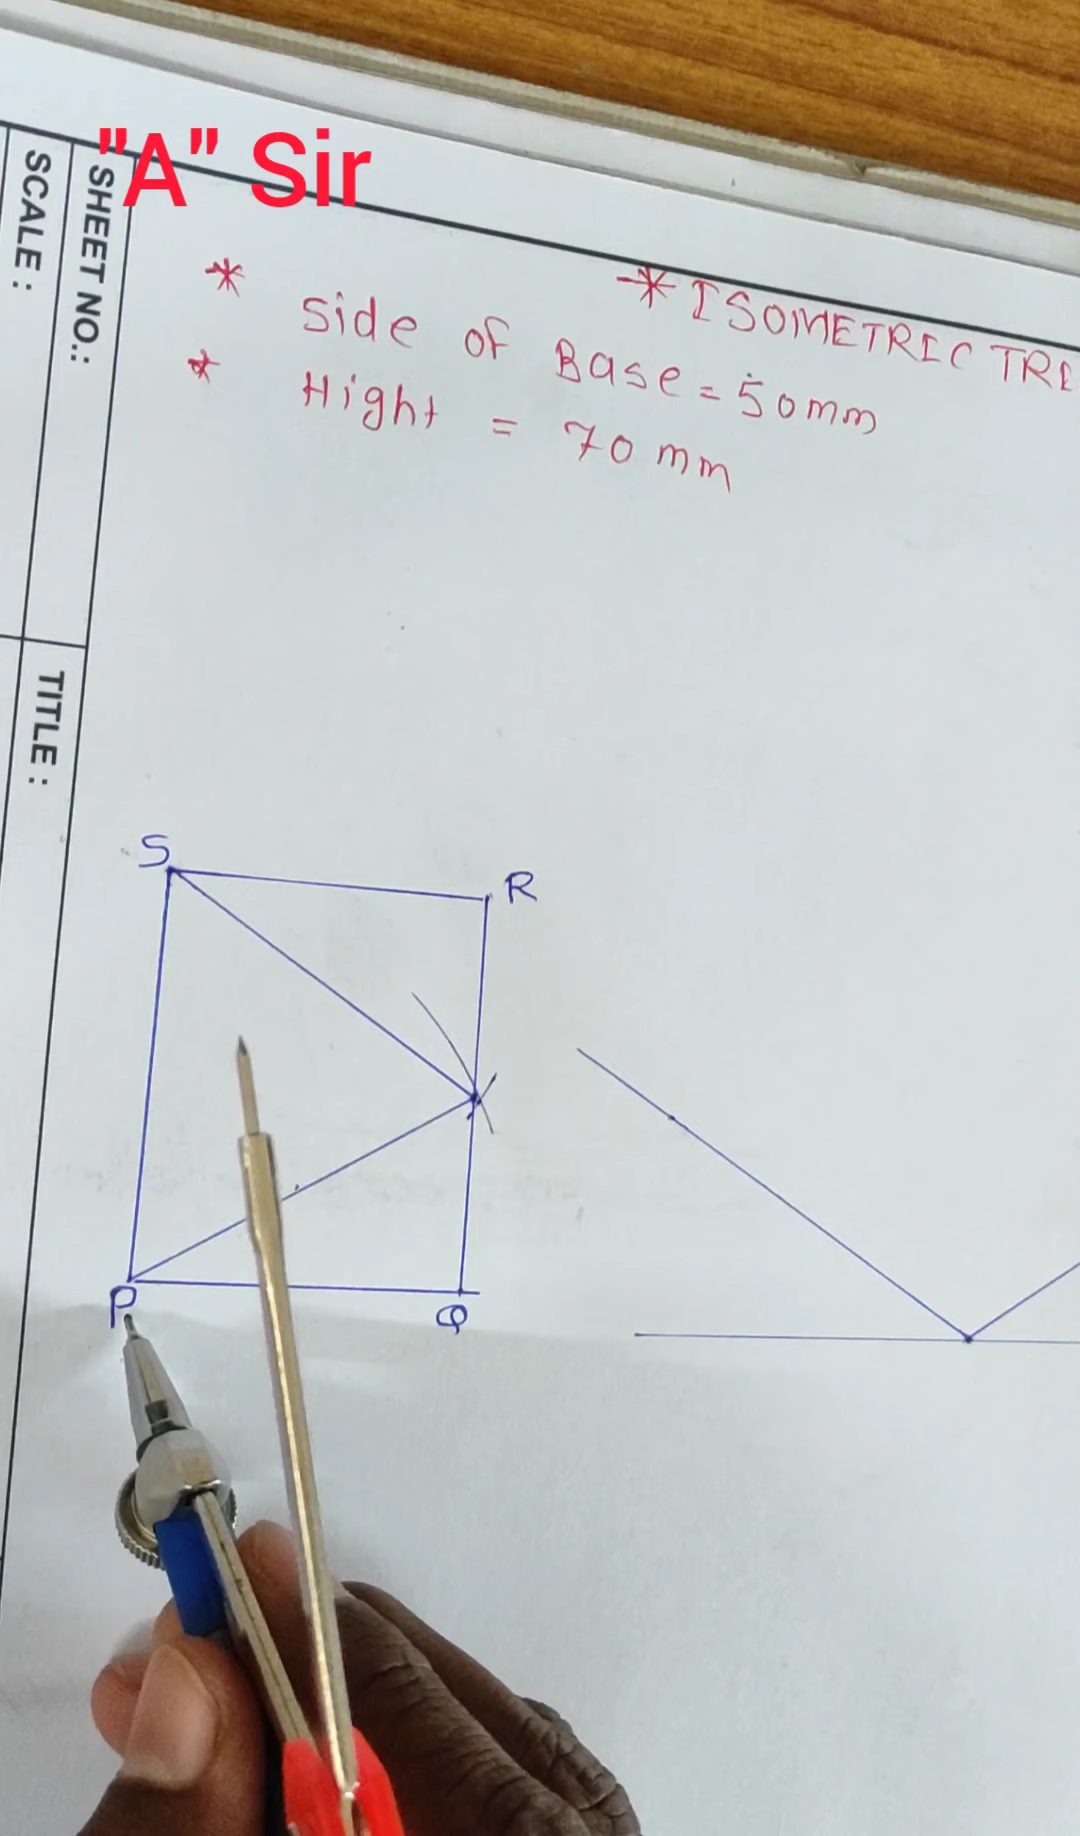 "A" Sir
SHEET NO.:
SCALE :
TITLE :
* ISOMETRIC TRI
* Side of Base = 50mm
* Hight = 70 mm
S
R
P
Q